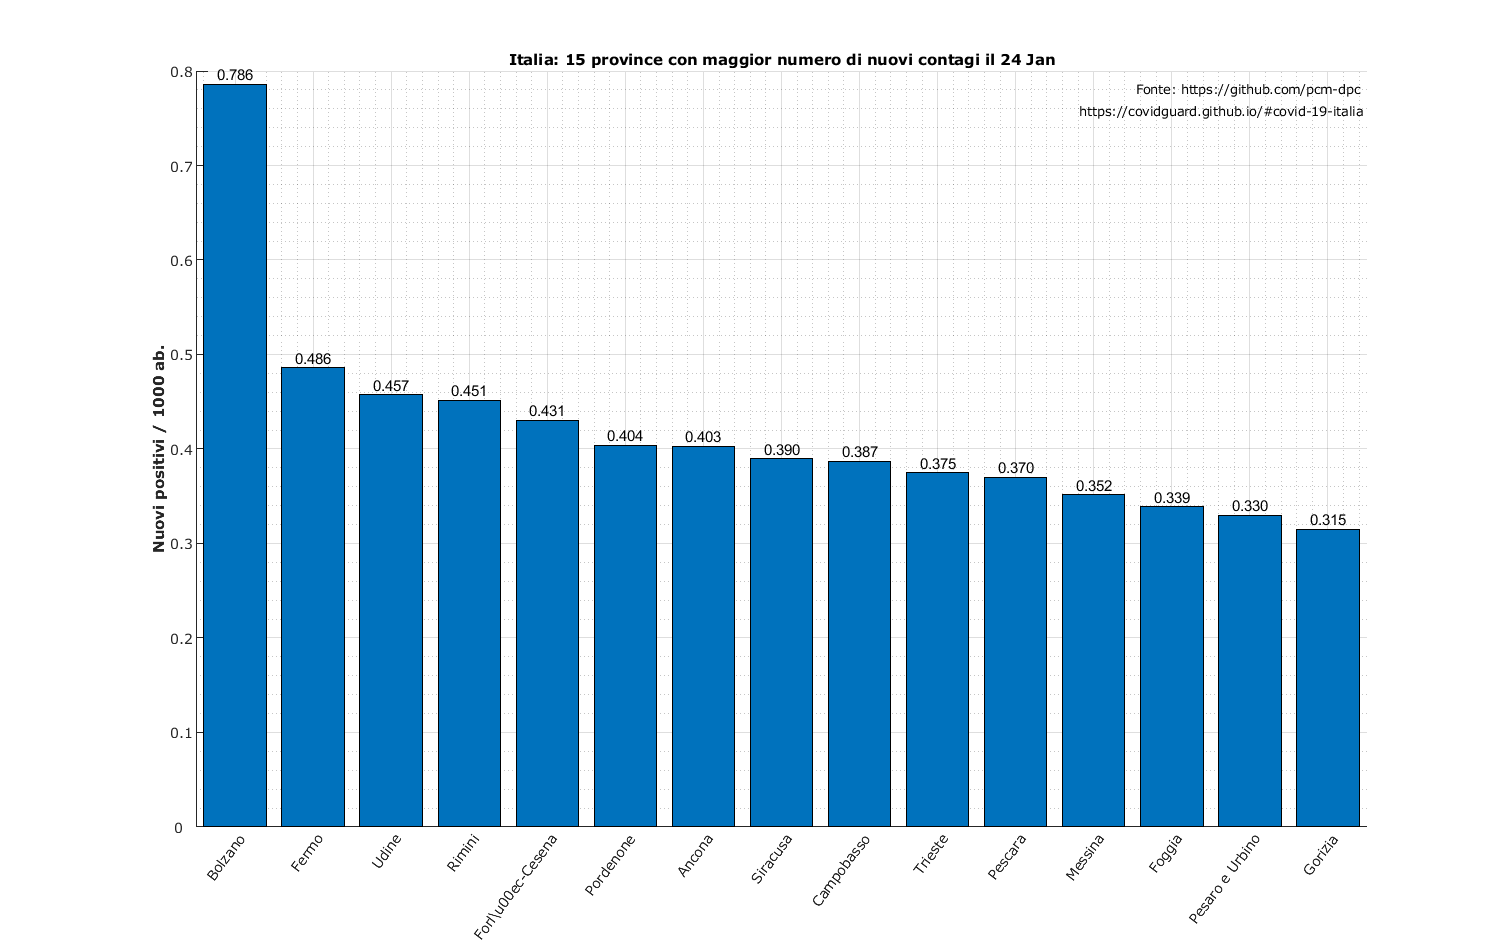 Italia: 15 province con maggior numero di nuovi contagi il 24 Jan
Fonte: https://github.com/pcm-dpc
https://covidguard.github.io/#covid-19-italia
Nuovi positivi / 1000 ab.
0.8
0.7
0.6
0.5
0.4
0.3
0.2
0.1
0
0.786
0.486
0.457
0.451
0.431
0.404
0.403
0.390
0.387
0.375
0.370
0.352
0.339
0.330
0.315
Bolzano
Fermo
Udine
Rimini
Forl\u00ec-Cesena
Pordenone
Ancona
Siracusa
Campobasso
Trieste
Pescara
Messina
Foggia
Pesaro e Urbino
Gorizia